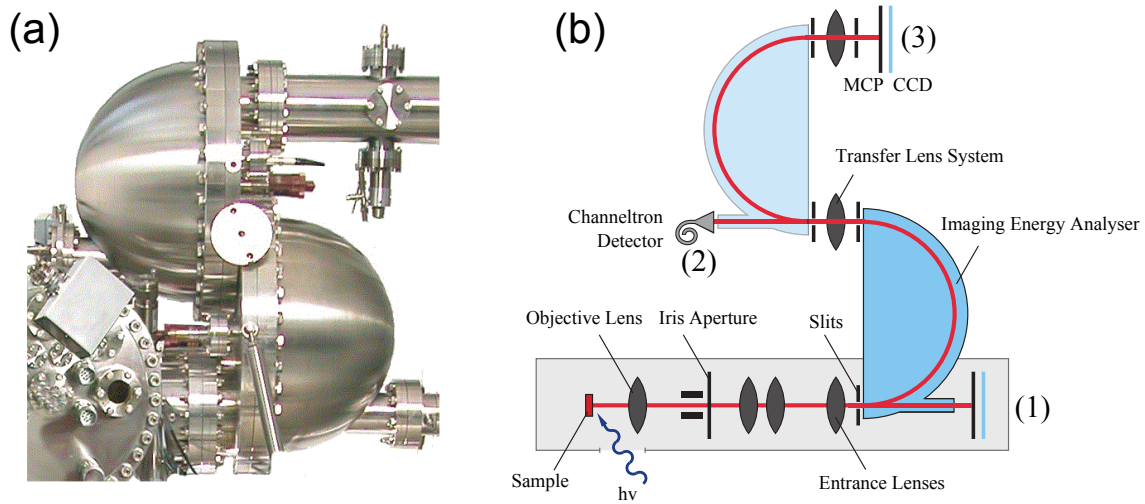 (a)
(b)
(3)
MCP CCD
Transfer Lens System
Channeltron
Detector
Imaging Energy Analyser
(2)
Objective Lens
Iris Aperture
Slits
(1)
Sample
hν
Entrance Lenses